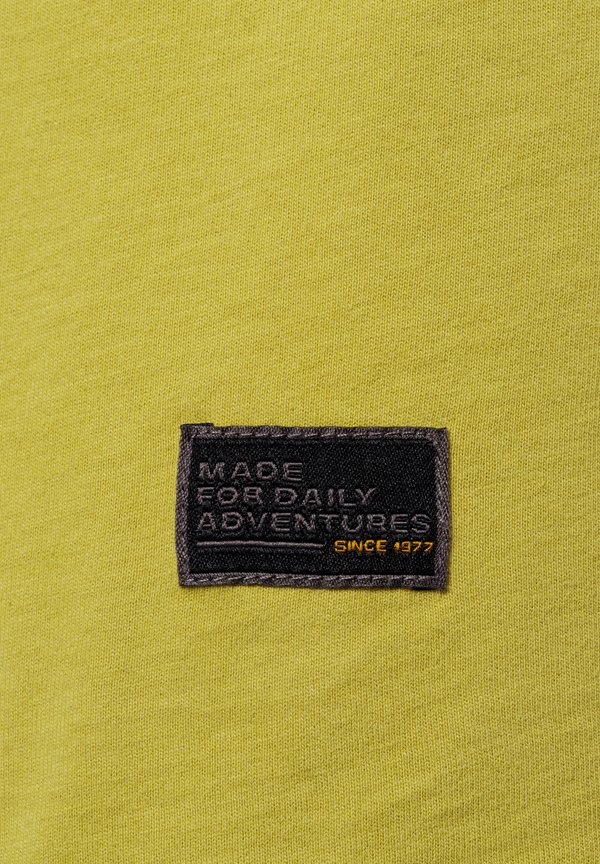 MADE
FOR DAILY
ADVENTURES
SINCE 1977